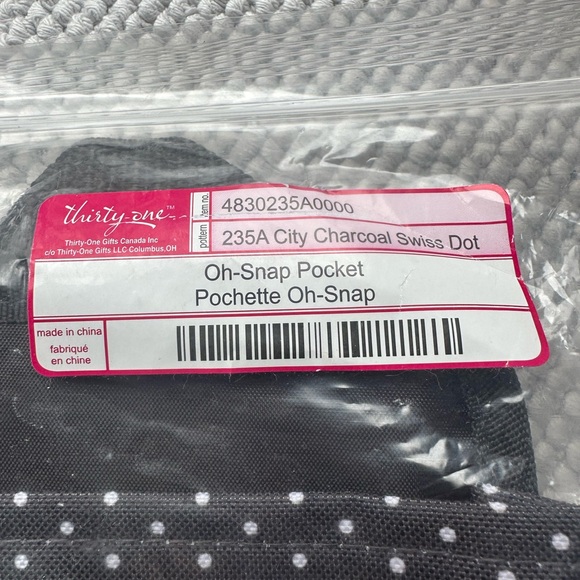 thirty-one™
Thirty-One Gifts Canada Inc
c/o Thirty-One Gifts LLC Columbus,OH
item no.
4830235A0000
pattern
235A City Charcoal Swiss Dot
Oh-Snap Pocket
Pochette Oh-Snap
made in china
fabriqué
en chine